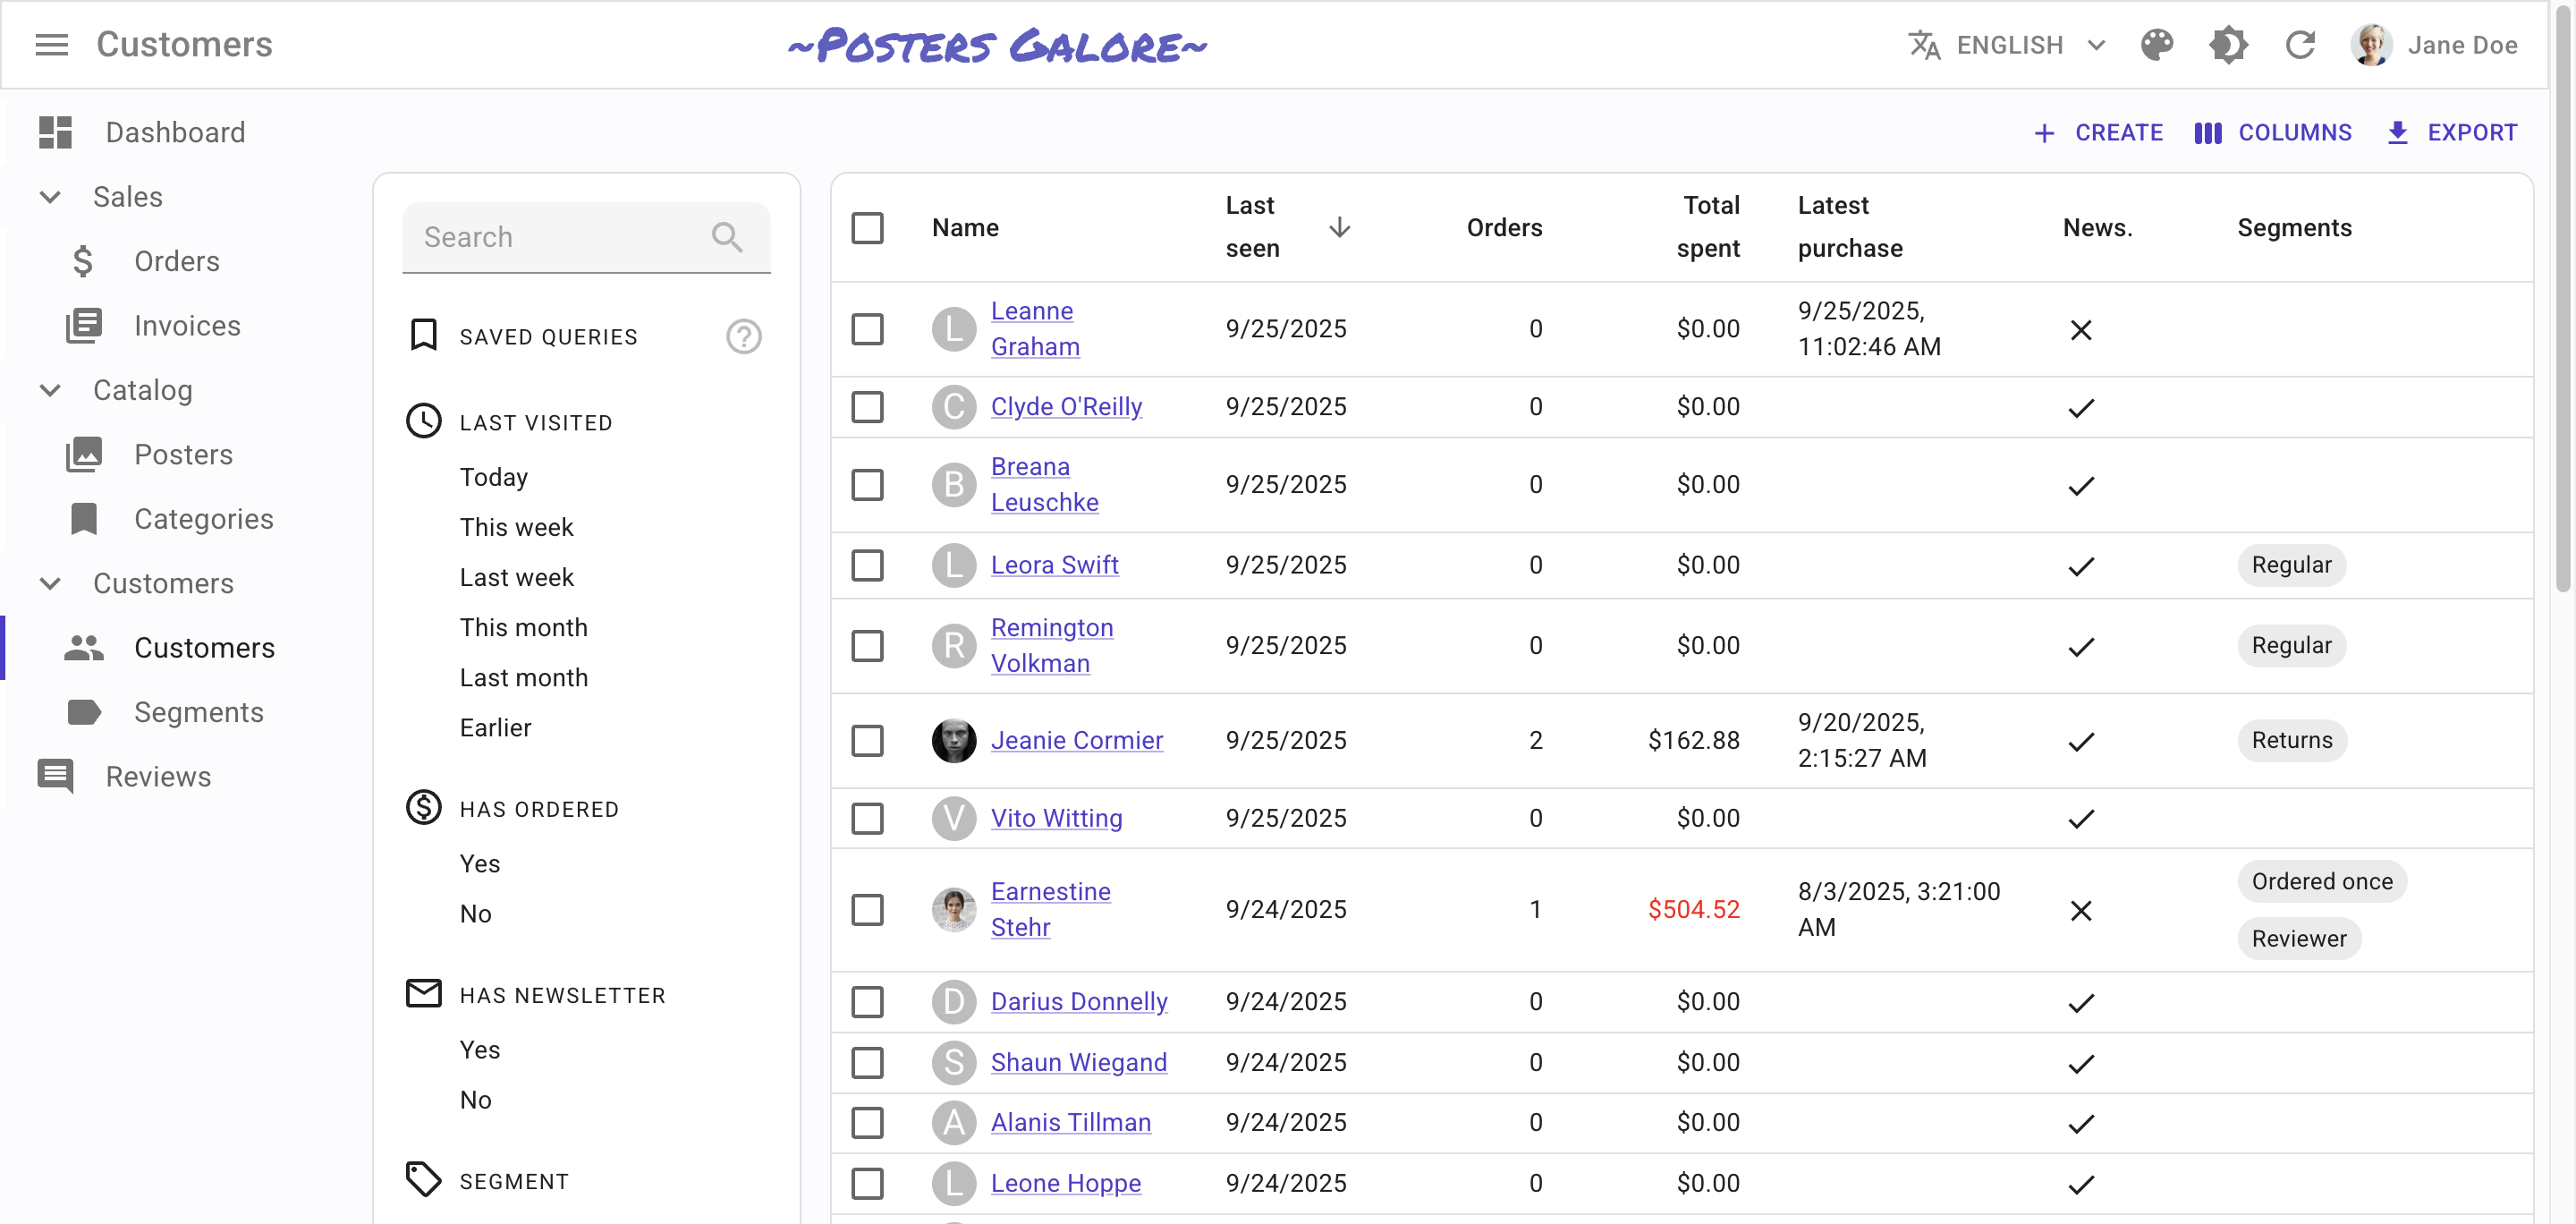 Customers
~Posters Galore~
ENGLISH
Jane Doe
Dashboard
Sales
Orders
Invoices
Catalog
Posters
Categories
Customers
Customers
Segments
Reviews
CREATE
COLUMNS
EXPORT
Search
SAVED QUERIES
?
LAST VISITED
Today
This week
Last week
This month
Last month
Earlier
HAS ORDERED
Yes
No
HAS NEWSLETTER
Yes
No
SEGMENT
Name
Last
seen
Orders
Total
spent
Latest
purchase
News.
Segments
L
Leanne
Graham
9/25/2025
0
$0.00
9/25/2025,
11:02:46 AM
C
Clyde O'Reilly
9/25/2025
0
$0.00
B
Breana
Leuschke
9/25/2025
0
$0.00
L
Leora Swift
9/25/2025
0
$0.00
Regular
R
Remington
Volkman
9/25/2025
0
$0.00
Regular
Jeanie Cormier
9/25/2025
2
$162.88
9/20/2025,
2:15:27 AM
Returns
V
Vito Witting
9/25/2025
0
$0.00
Earnestine
Stehr
9/24/2025
1
$504.52
8/3/2025, 3:21:00
AM
Ordered once
Reviewer
D
Darius Donnelly
9/24/2025
0
$0.00
S
Shaun Wiegand
9/24/2025
0
$0.00
A
Alanis Tillman
9/24/2025
0
$0.00
L
Leone Hoppe
9/24/2025
0
$0.00